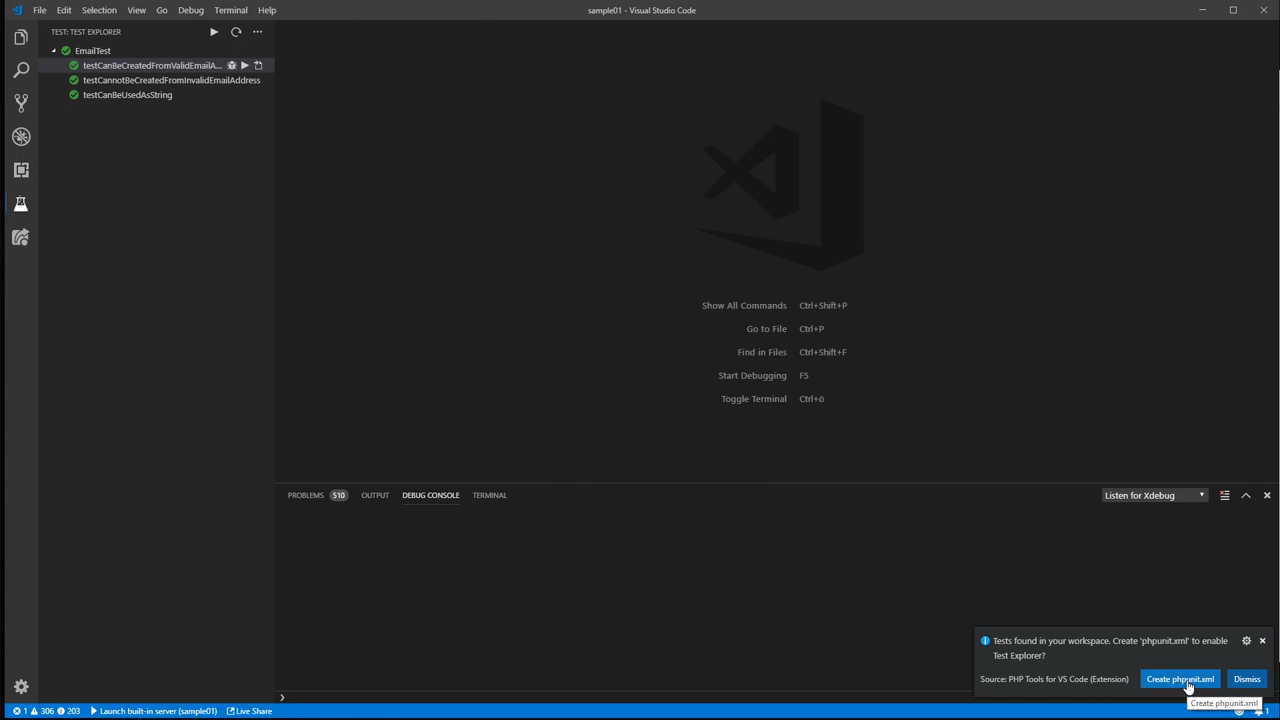 File Edit Selection View Go Debug Terminal Help
sample01 - Visual Studio Code
TEST: TEST EXPLORER
EmailTest
testCanBeCreatedFromValidEmailA...
testCannotBeCreatedFromInvalidEmailAddress
testCanBeUsedAsString
Show All Commands Ctrl+Shift+P
Go to File Ctrl+P
Find in Files Ctrl+Shift+F
Start Debugging F5
Toggle Terminal Ctrl+ö
PROBLEMS 510 OUTPUT DEBUG CONSOLE TERMINAL
Listen for Xdebug
Tests found in your workspace. Create 'phpunit.xml' to enable
Test Explorer?
Source: PHP Tools for VS Code (Extension)
Create phpunit.xml
Dismiss
Create phpunit.xml
1 306 203 Launch built-in server (sample01) Live Share
1